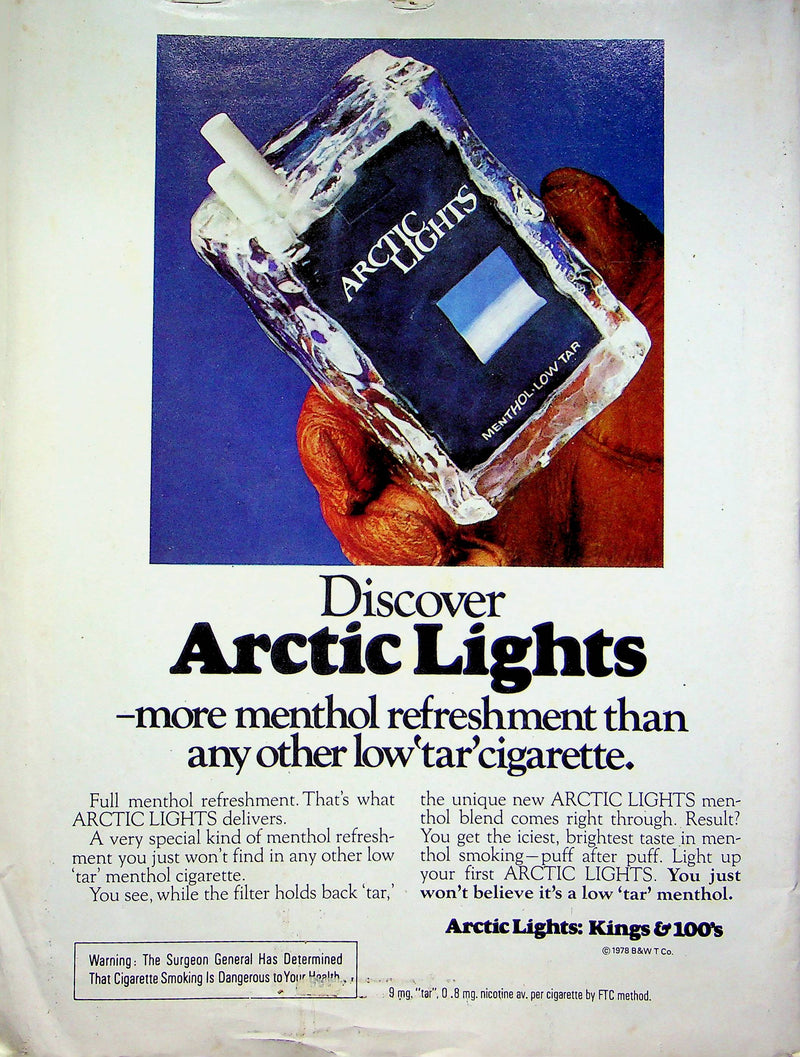 ARCTIC
LIGHTS
MENTHOL·LOW TAR
Discover
Arctic Lights
–more menthol refreshment than
any other low‘tar’cigarette.
Full menthol refreshment. That’s what
ARCTIC LIGHTS delivers.
A very special kind of menthol refresh-
ment you just won’t find in any other low
‘tar’ menthol cigarette.
You see, while the filter holds back ‘tar,’
the unique new ARCTIC LIGHTS men-
thol blend comes right through. Result?
You get the iciest, brightest taste in men-
thol smoking—puff after puff. Light up
your first ARCTIC LIGHTS. You just
won’t believe it’s a low ‘tar’ menthol.
Arctic Lights: Kings & 100’s
© 1978 B&W T Co.
Warning: The Surgeon General Has Determined
That Cigarette Smoking Is Dangerous to Your Health.
9 mg. "tar", 0.8 mg. nicotine av. per cigarette by FTC method.